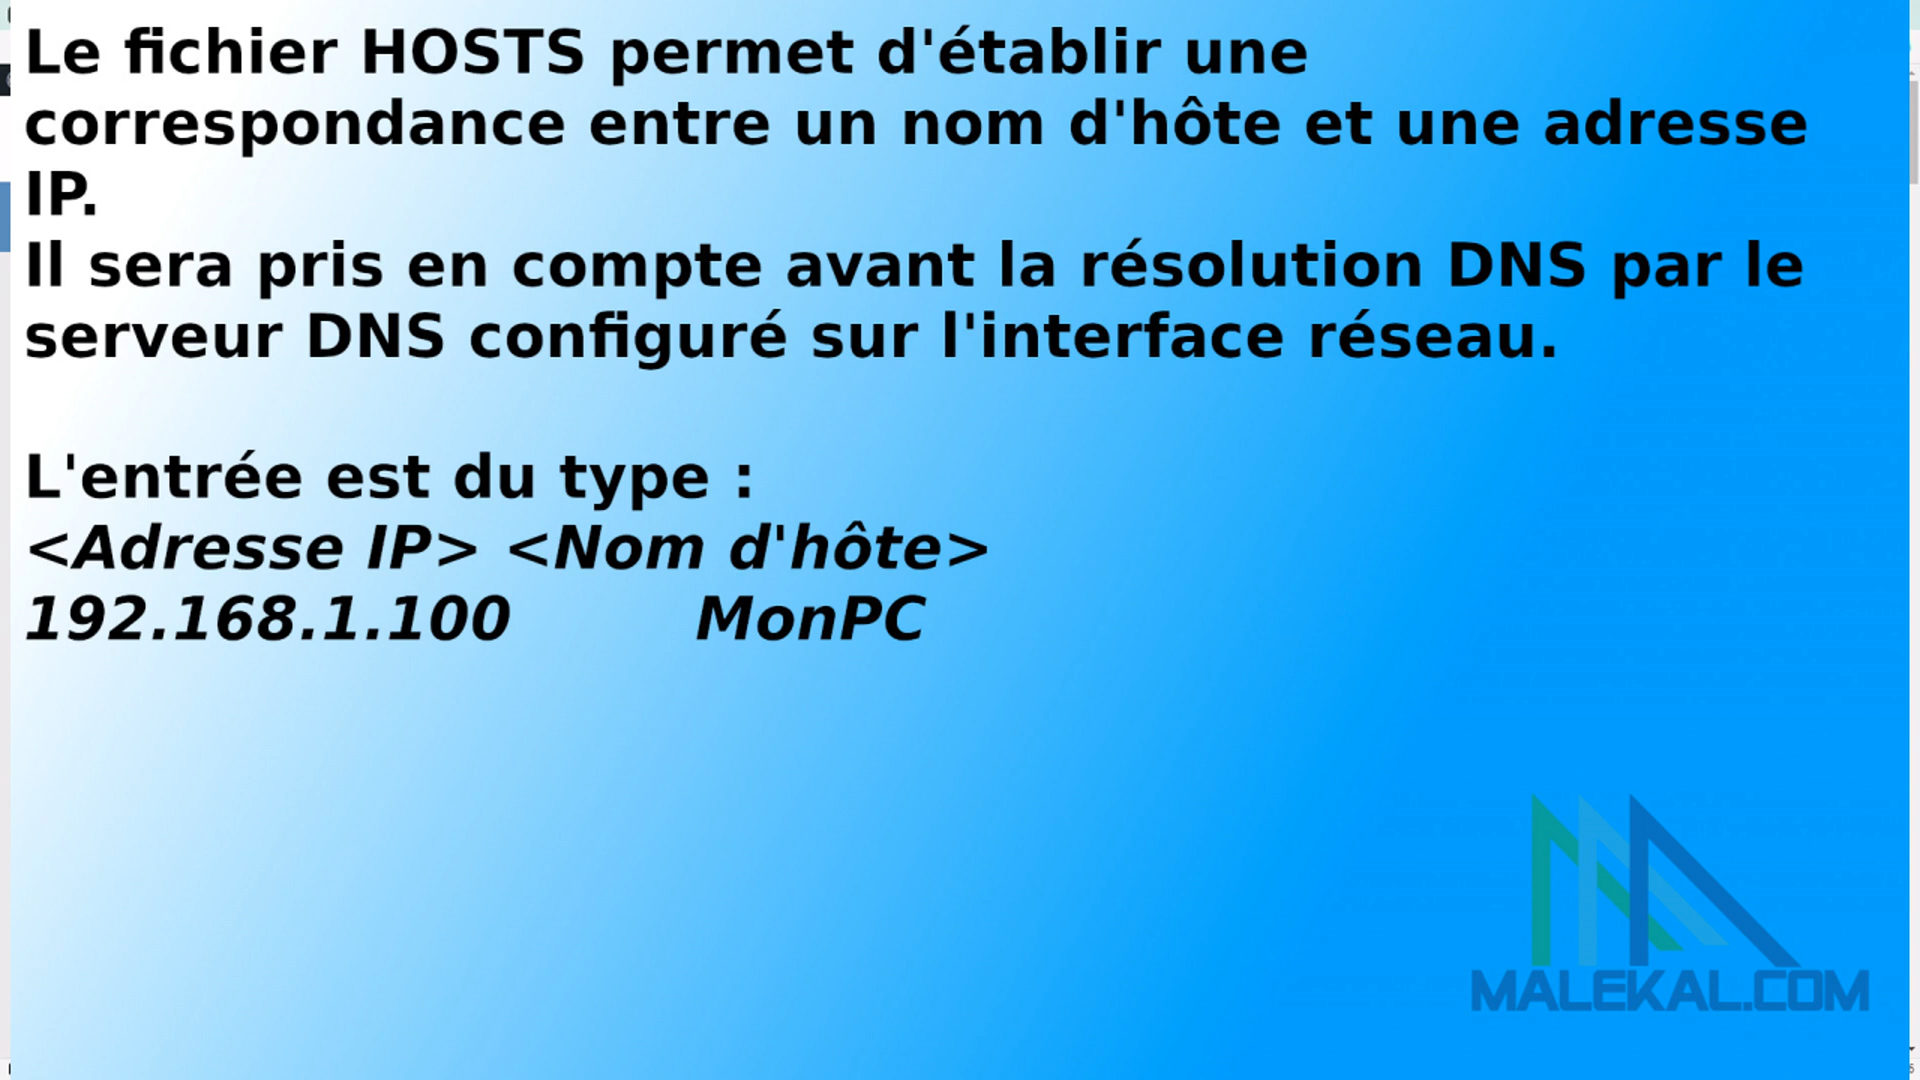 Le fichier HOSTS permet d'établir une
correspondance entre un nom d'hôte et une adresse
IP.
Il sera pris en compte avant la résolution DNS par le
serveur DNS configuré sur l'interface réseau.
L'entrée est du type :
<Adresse IP> <Nom d'hôte>
192.168.1.100 MonPC
MALEKAL.COM